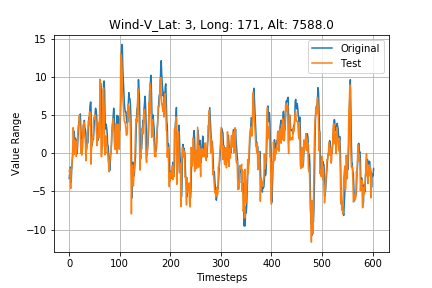 Wind-V_Lat: 3, Long: 171, Alt: 7588.0
Original
Test
Value Range
15
10
5
0
−5
−10
0 100 200 300 400 500 600
Timesteps